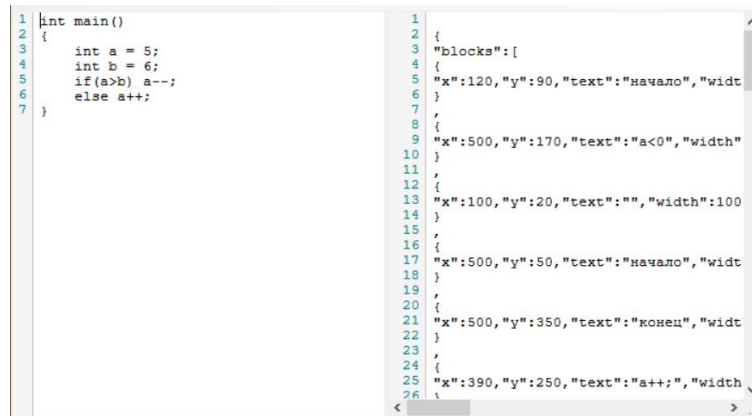 1 int main()
2 {
3 int a = 5;
4 int b = 6;
5 if(a>b) a--;
6 else a++;
7 }
1
2 {
3 "blocks":[
4 {
5 "x":120,"y":90,"text":"начало","widt
6 }
7 ,
8 {
9 "x":500,"y":170,"text":"a<0","width"
10 }
11 ,
12 {
13 "x":100,"y":20,"text":"","width":100
14 }
15 ,
16 {
17 "x":500,"y":50,"text":"начало","widt
18 }
19 ,
20 {
21 "x":500,"y":350,"text":"конец","widt
22 }
23 ,
24 {
25 "x":390,"y":250,"text":"a++;","width
26 }